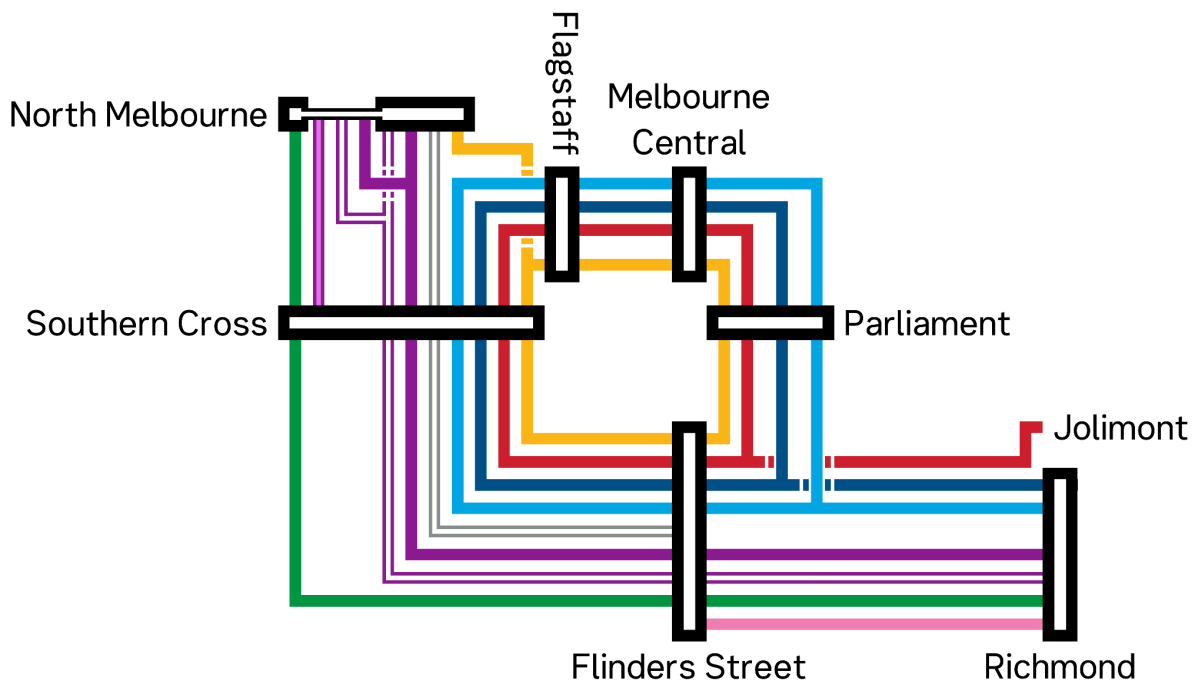 Flagstaff
Melbourne
Central
North Melbourne
Southern Cross
Parliament
Jolimont
Flinders Street
Richmond